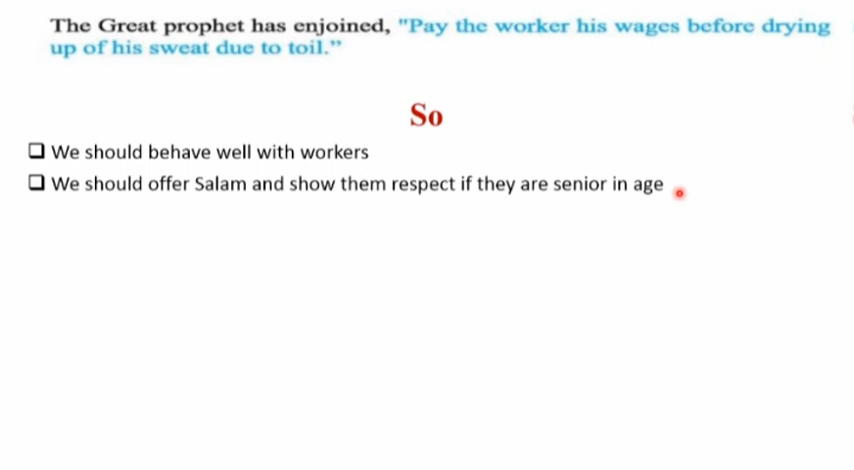 The Great prophet has enjoined, "Pay the worker his wages before drying
up of his sweat due to toil.”
So
❑ We should behave well with workers
❑ We should offer Salam and show them respect if they are senior in age